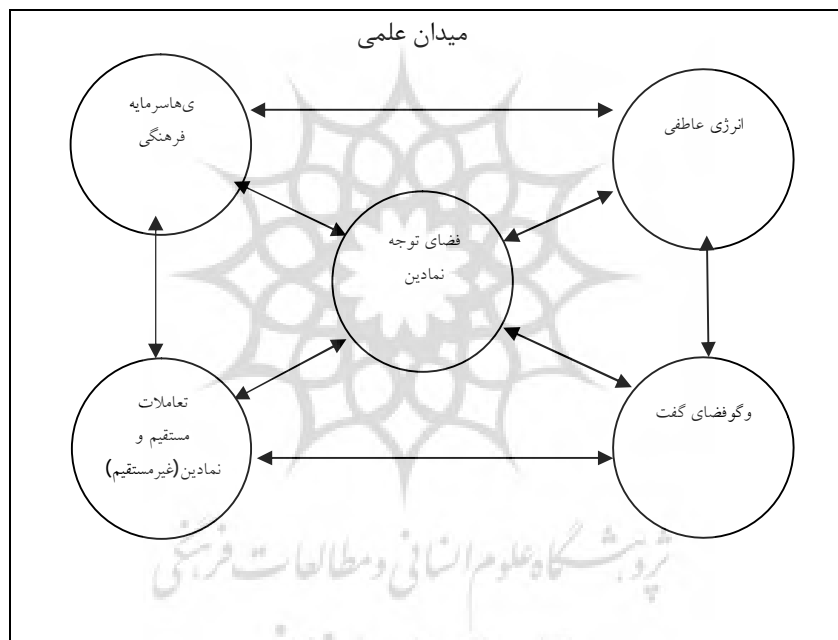 میدان علمی
ی‌هاسرمایه
فرهنگی
انرژی عاطفی
فضای توجه
نمادین
تعاملات
مستقیم و
نمادین(غیرمستقیم)
وگوفضای گفت
پژوهشگاه علوم انسانی و مطالعات فرهنگی